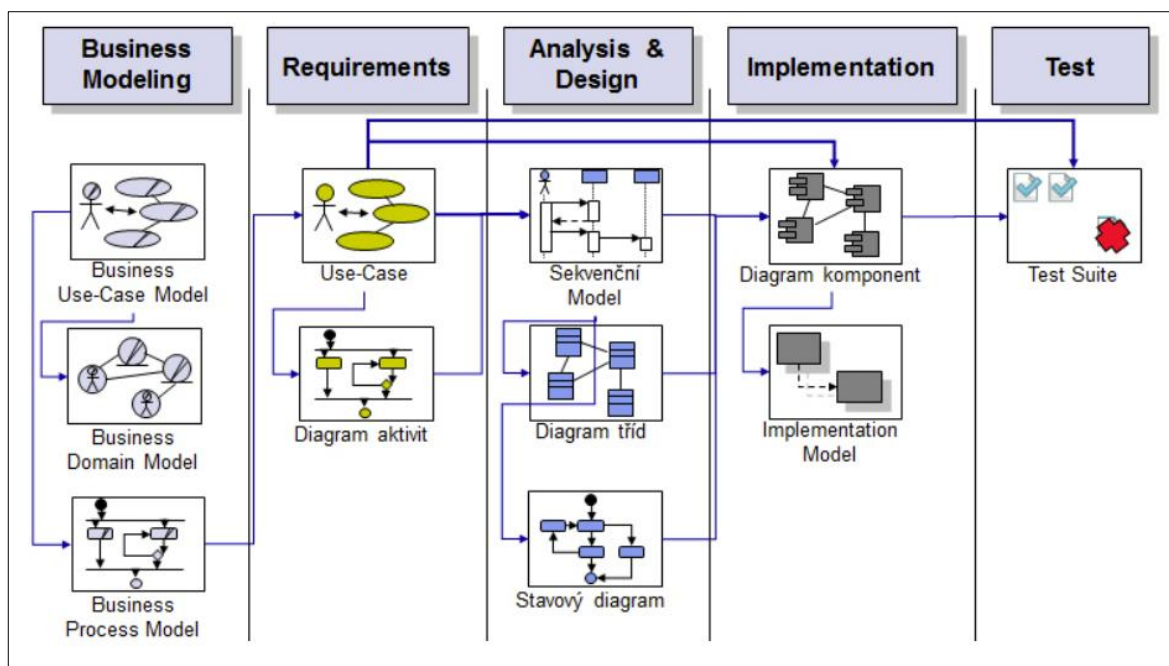 Business
Modeling
Requirements
Analysis &
Design
Implementation
Test
Business
Use-Case Model
Use-Case
Sekvenční
Model
Diagram komponent
Test Suite
Business
Domain Model
Diagram aktivit
Diagram tříd
Implementation
Model
Business
Process Model
Stavový diagram